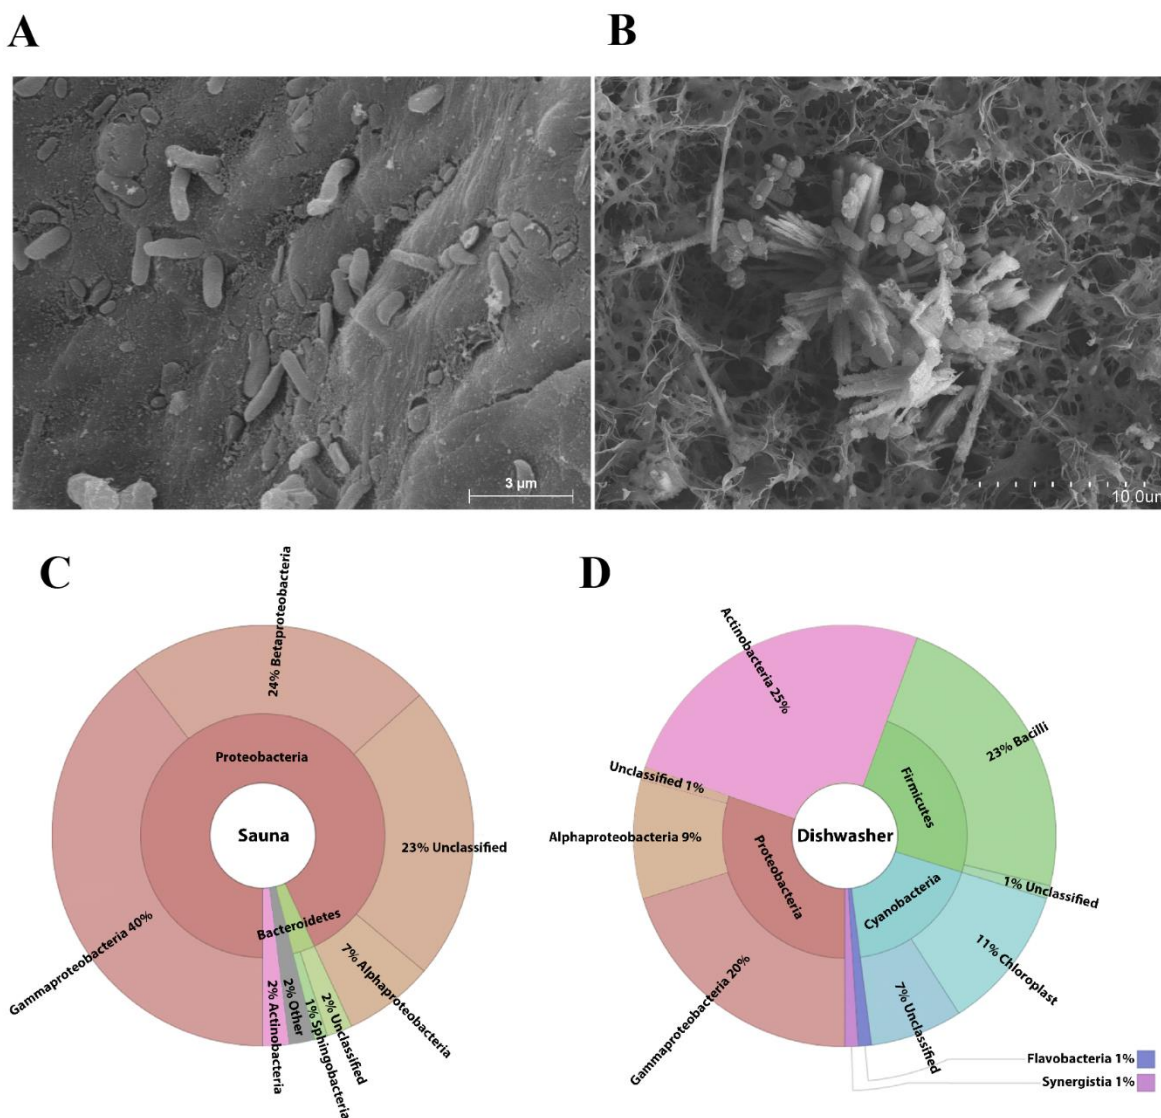 A
B
3 µm
10.0um
C
D
24% Betaproteobacteria
Proteobacteria
Sauna
23% Unclassified
Gammaproteobacteria 40%
Bacteroidetes
7% Alphaproteobacteria
2% Unclassified
1% Sphingobacteria
2% Other
2% Actinobacteria
Actinobacteria 25%
23% Bacilli
Firmicutes
Unclassified 1%
Alphaproteobacteria 9%
Dishwasher
Proteobacteria
Cyanobacteria
1% Unclassified
11% Chloroplast
Gammaproteobacteria 20%
7% Unclassified
Flavobacteria 1%
Synergistia 1%